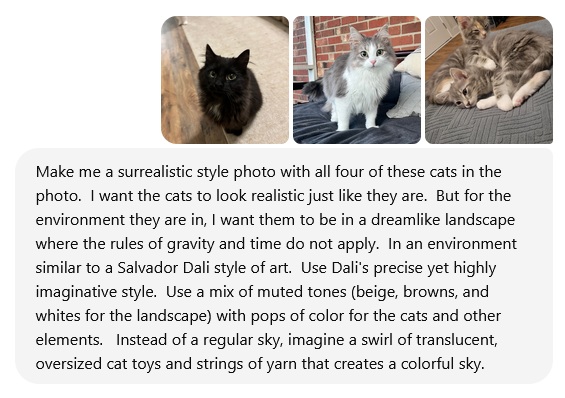 Make me a surrealistic style photo with all four of these cats in the
photo.  I want the cats to look realistic just like they are.  But for the
environment they are in, I want them to be in a dreamlike landscape
where the rules of gravity and time do not apply.  In an environment
similar to a Salvador Dali style of art.  Use Dali's precise yet highly
imaginative style.  Use a mix of muted tones (beige, browns, and
whites for the landscape) with pops of color for the cats and other
elements.   Instead of a regular sky, imagine a swirl of translucent,
oversized cat toys and strings of yarn that creates a colorful sky.